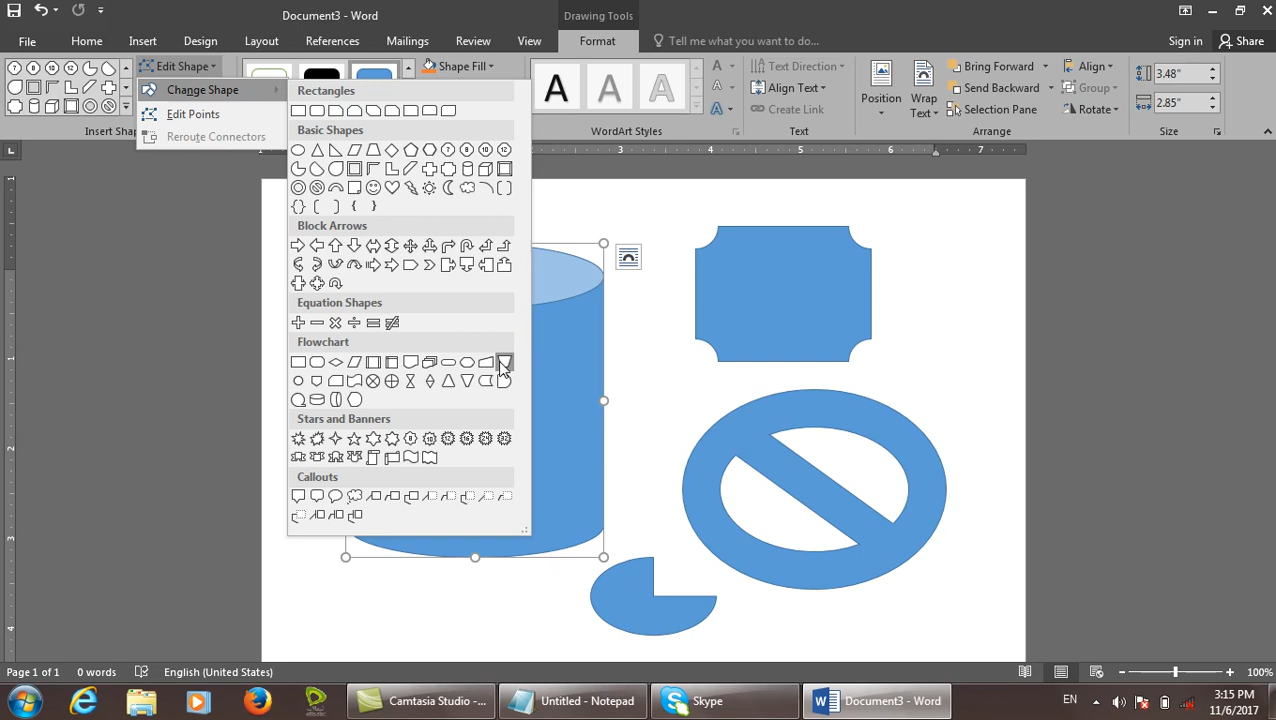 Document3 - Word
Drawing Tools
File
Home
Insert
Design
Layout
References
Mailings
Review
View
Format
Tell me what you want to do...
Sign in
Share
Edit Shape
Shape Fill
Change Shape
Edit Points
Reroute Connectors
Insert Shap
A A A
WordArt Styles
Text Direction
Align Text
Create Link
Text
Position
Wrap
Text
Bring Forward
Send Backward
Selection Pane
Align
Group
Rotate
Arrange
3.48"
2.85"
Size
Rectangles
Basic Shapes
Block Arrows
Equation Shapes
Flowchart
Stars and Banners
Callouts
Page 1 of 1
0 words
English (United States)
100%
Camtasia Studio -...
Untitled - Notepad
Skype
Document3 - Word
EN
3:15 PM
11/6/2017